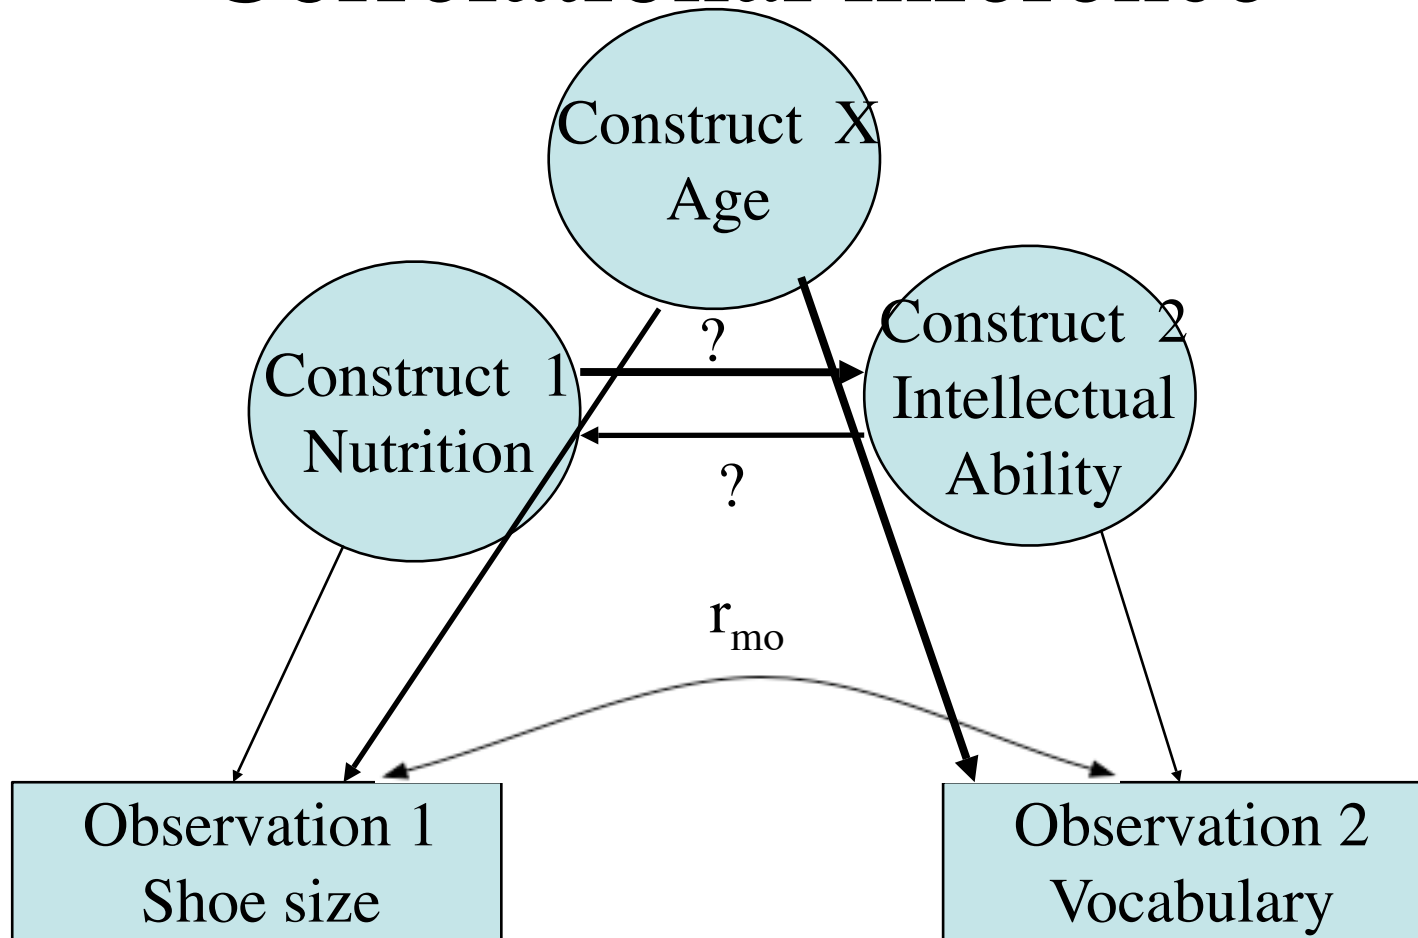 Construct X
Age
Construct 1
Nutrition
?
Construct 2
Intellectual
Ability
?
rmo
Observation 1
Shoe size
Observation 2
Vocabulary